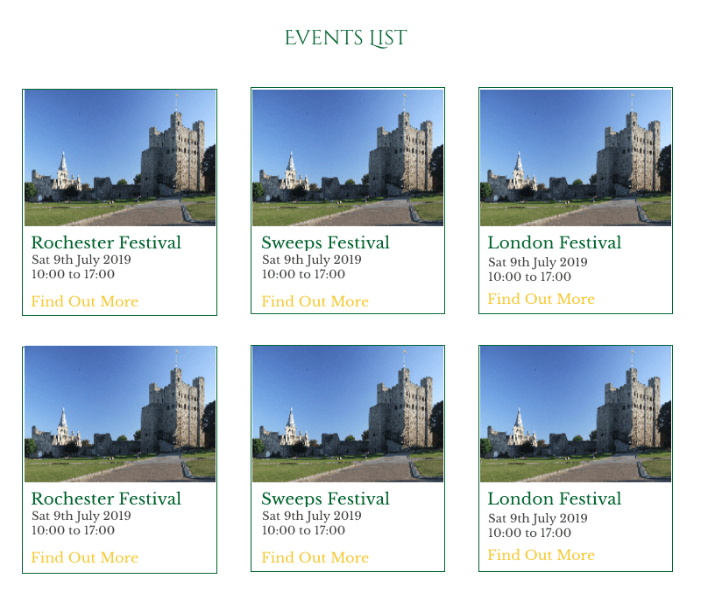 Events List
Rochester Festival
Sat 9th July 2019
10:00 to 17:00
Find Out More
Sweeps Festival
Sat 9th July 2019
10:00 to 17:00
Find Out More
London Festival
Sat 9th July 2019
10:00 to 17:00
Find Out More
Rochester Festival
Sat 9th July 2019
10:00 to 17:00
Find Out More
Sweeps Festival
Sat 9th July 2019
10:00 to 17:00
Find Out More
London Festival
Sat 9th July 2019
10:00 to 17:00
Find Out More